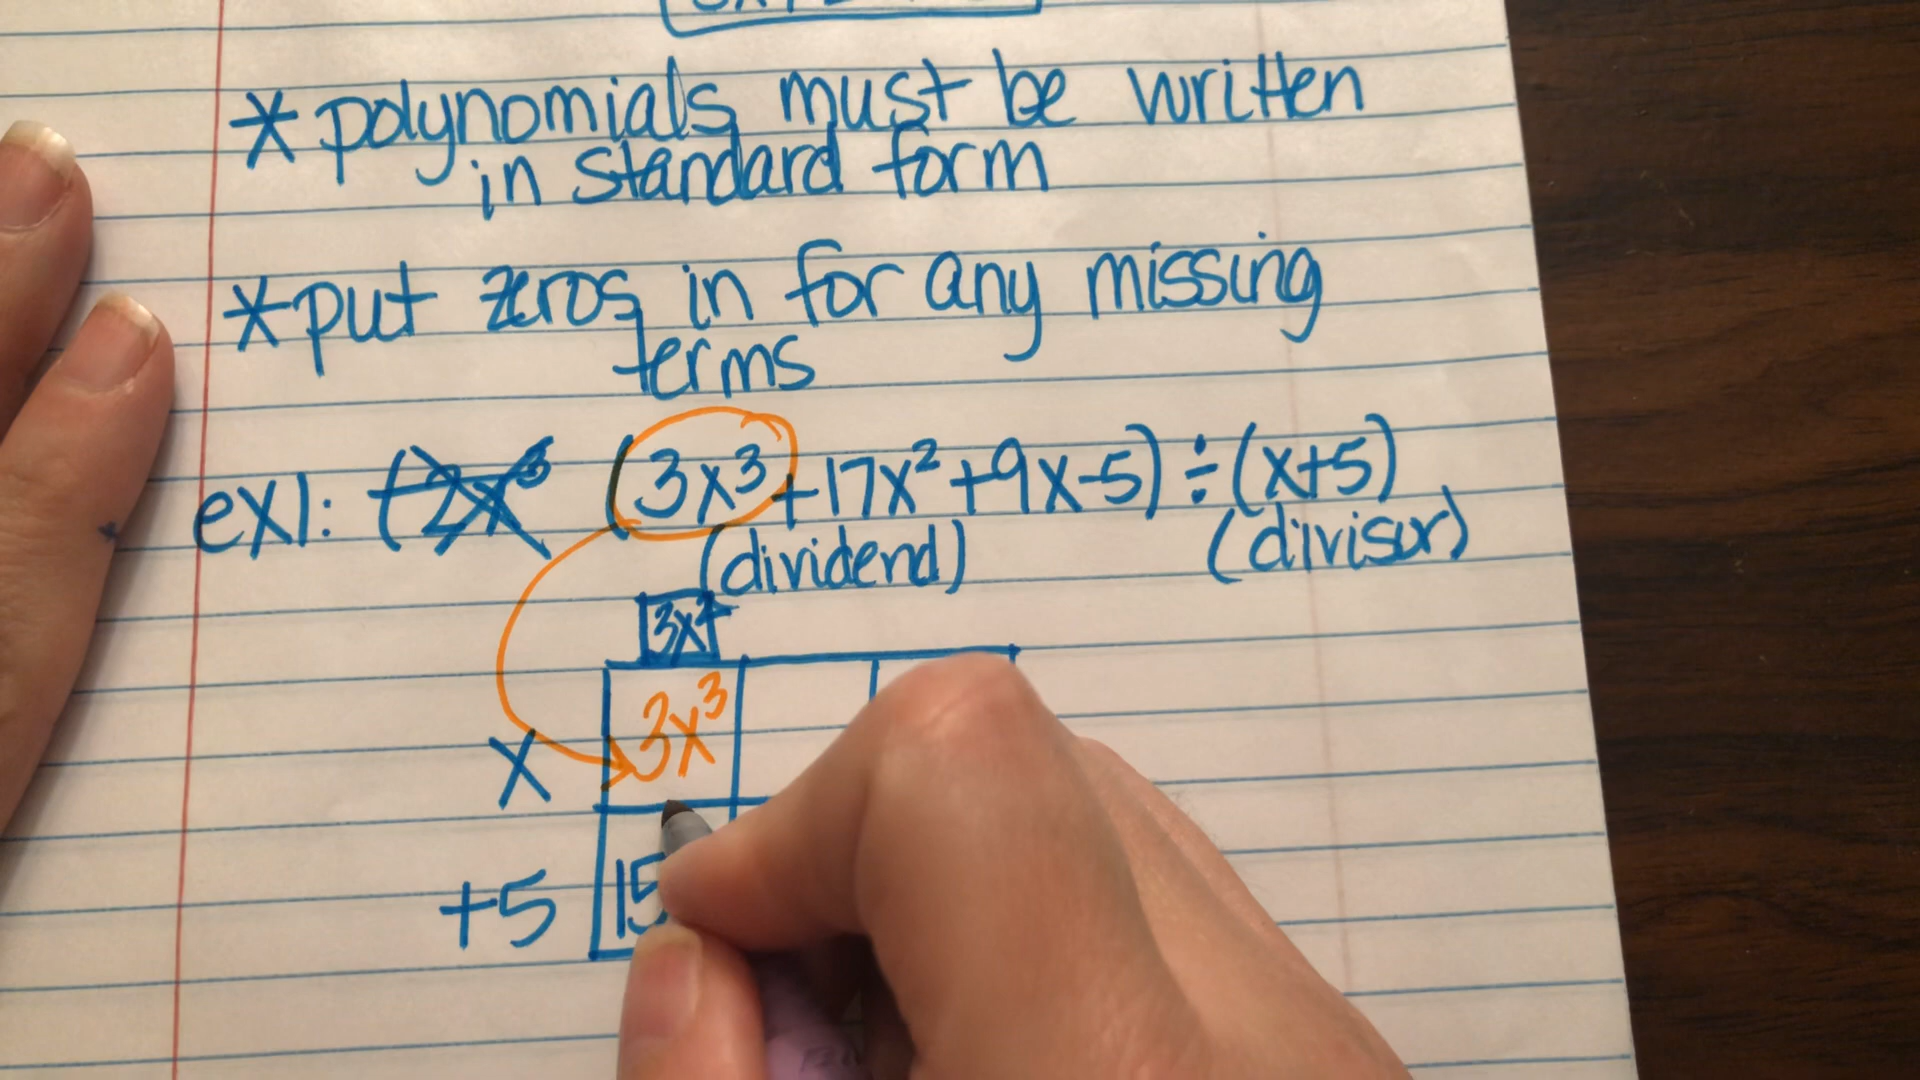 * polynomials must be written
in standard form
* put zeros in for any missing
terms
ex1: (3x³+17x²+9x-5) ÷ (x+5)
(dividend) (divisor)
3x²
x 3x³
+5 15